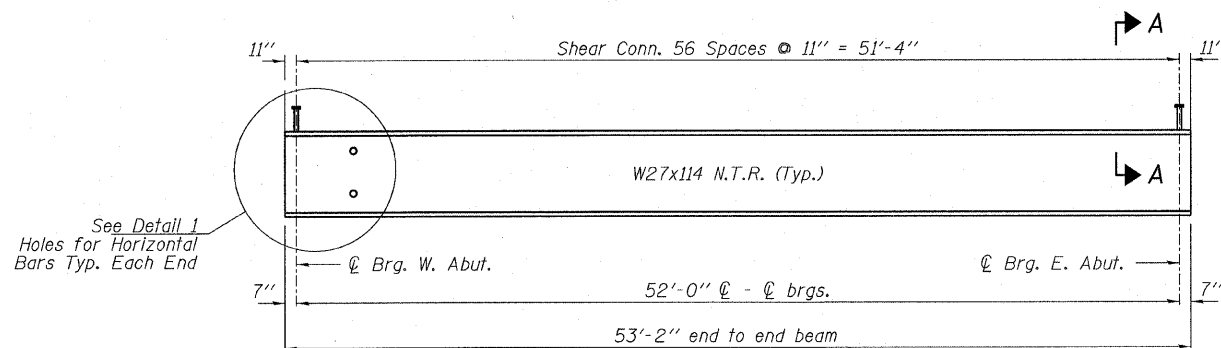 A
11"
Shear Conn. 56 Spaces @ 11" = 51'-4"
11'
W27x114 N.T.R. (Typ.)
A
See Detail 1
Holes for Horizontal
Bars Typ. Each End
℄ Brg. W. Abut.
℄ Brg. E. Abut.
7"
52'-0" ℄ - ℄ brgs.
7"
53'-2" end to end beam